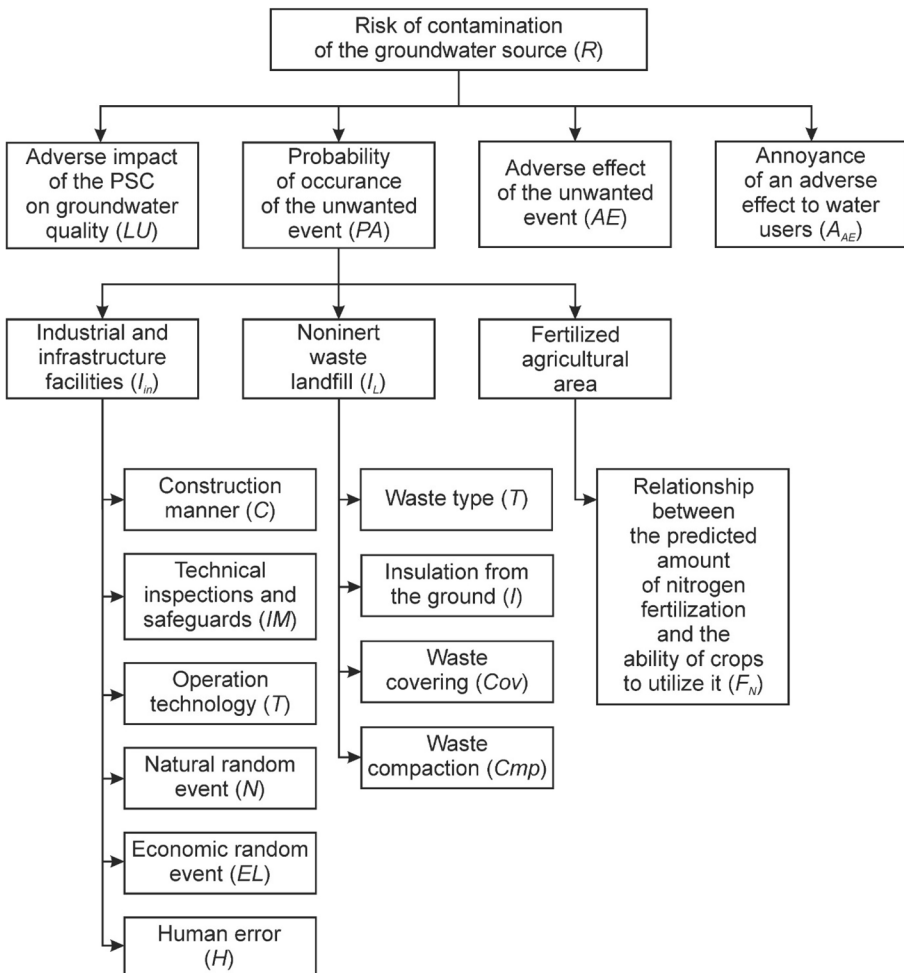 Risk of contamination
of the groundwater source (R)
Adverse impact
of the PSC
on groundwater
quality (LU)
Probability
of occurance
of the unwanted
event (PA)
Adverse effect
of the unwanted
event (AE)
Annoyance
of an adverse
effect to water
users (A_AE)
Industrial and
infrastructure
facilities (I_in)
Noninert
waste
landfill (I_L)
Fertilized
agricultural
area
Construction
manner (C)
Technical
inspections and
safeguards (IM)
Operation
technology (T)
Natural random
event (N)
Economic random
event (EL)
Human error
(H)
Waste type (T)
Insulation from
the ground (I)
Waste
covering (Cov)
Waste
compaction (Cmp)
Relationship
between
the predicted
amount
of nitrogen
fertilization
and the
ability of crops
to utilize it (F_N)